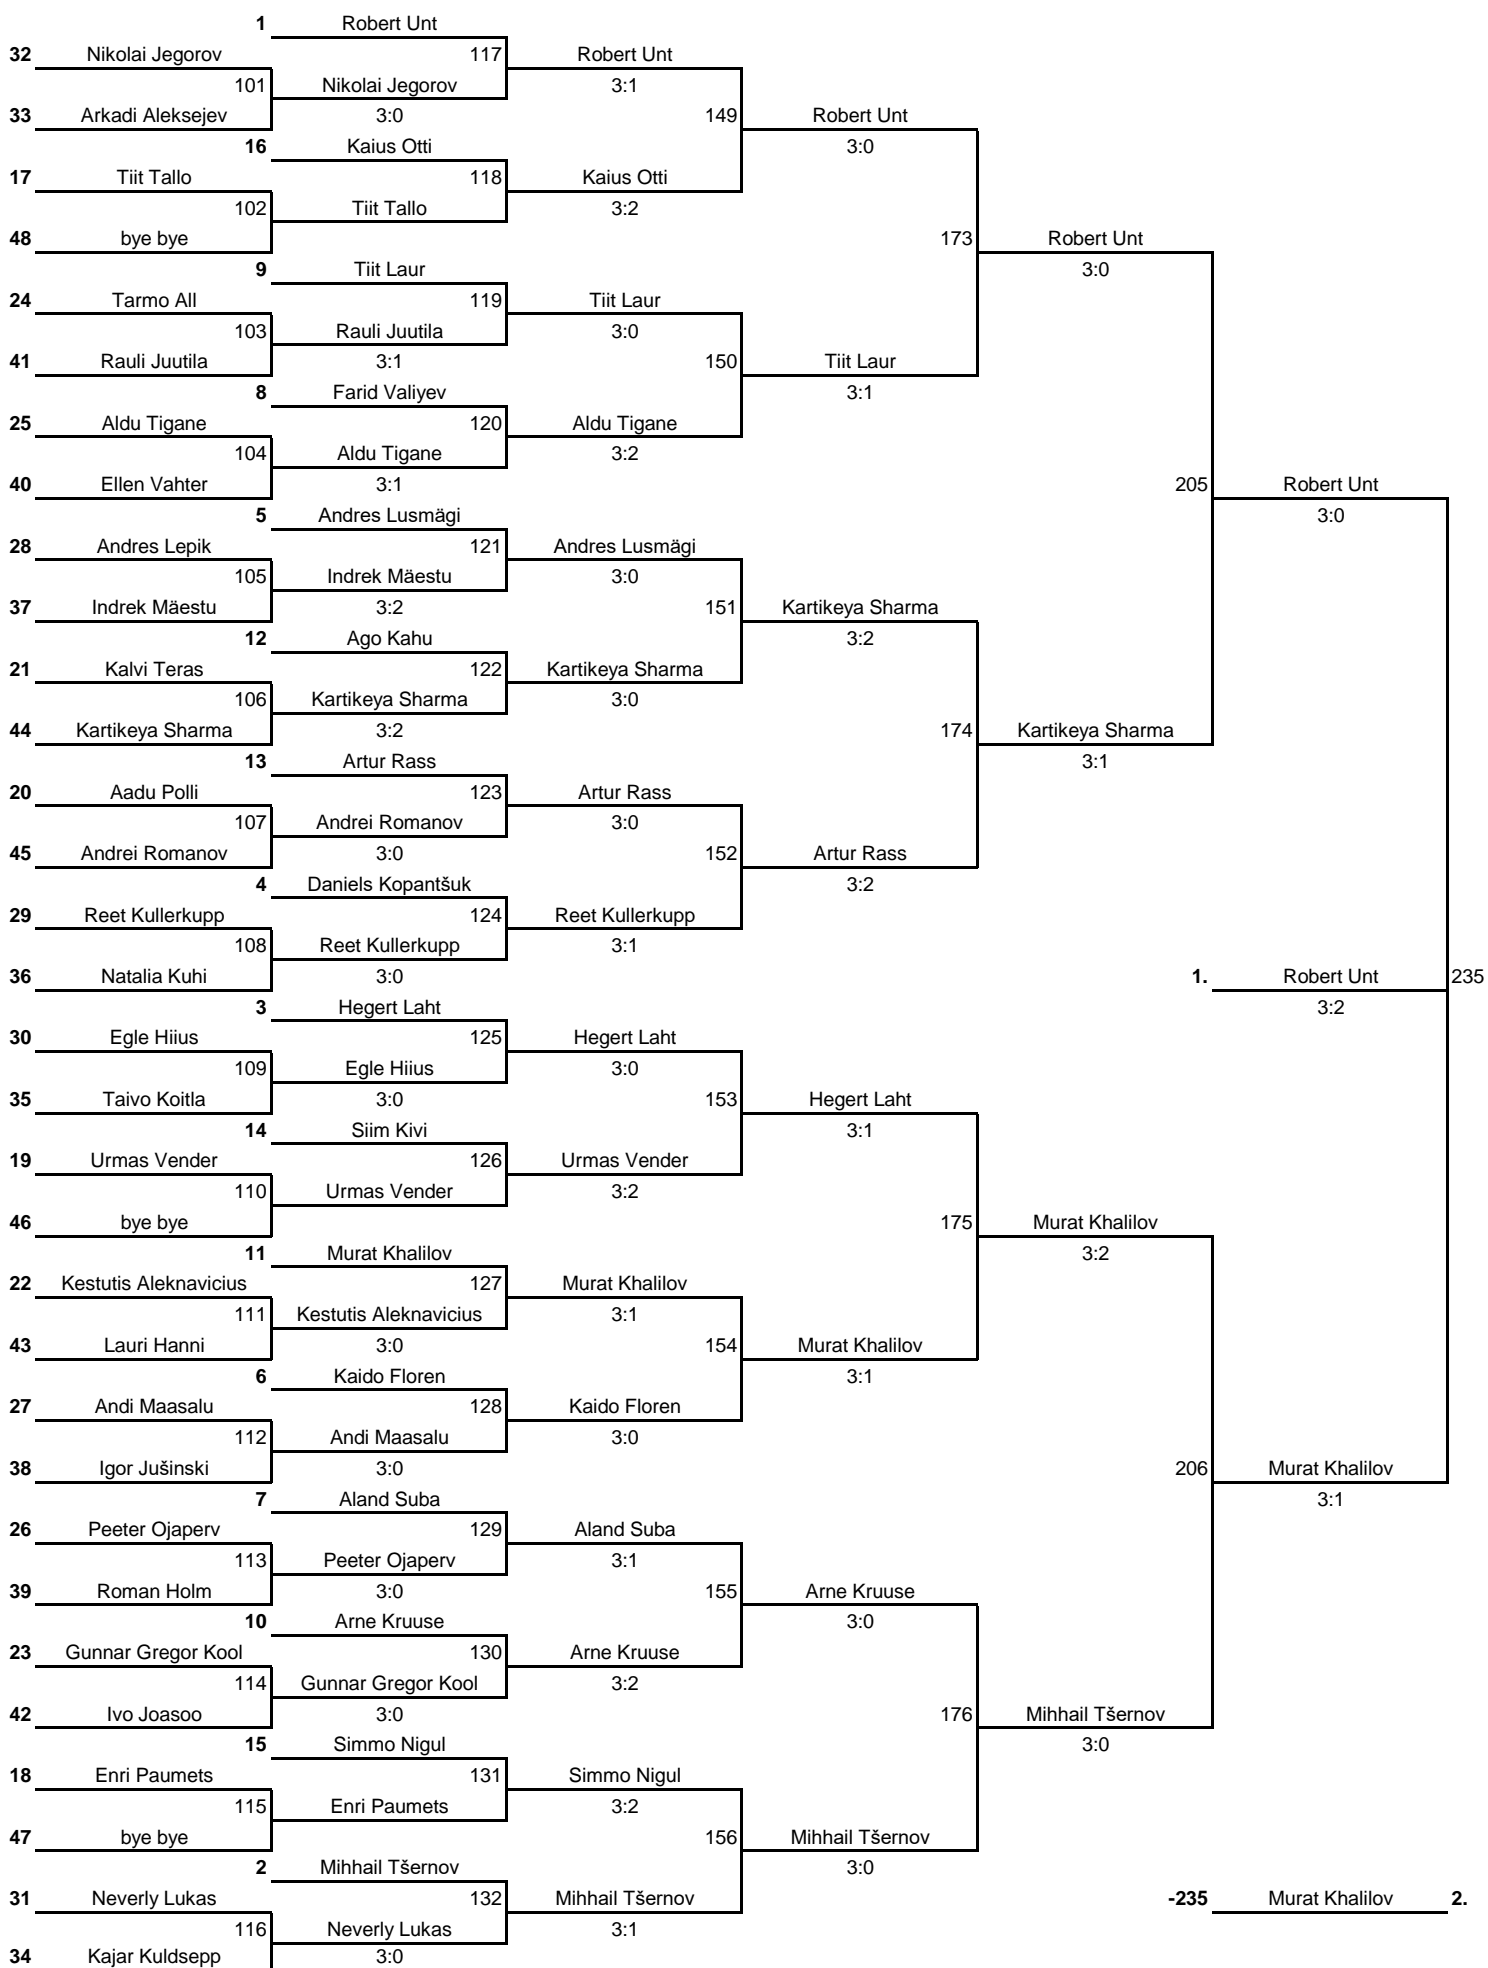 1 Robert Unt
32 Nikolai Jegorov 117 Robert Unt
101 Nikolai Jegorov 3:1
33 Arkadi Aleksejev 3:0 149 Robert Unt
16 Kaius Otti 3:0
17 Tiit Tallo 118 Kaius Otti
102 Tiit Tallo 3:2
48 bye bye 173 Robert Unt
9 Tiit Laur 3:0
24 Tarmo All 119 Tiit Laur
103 Rauli Juutila 3:0
41 Rauli Juutila 3:1 150 Tiit Laur
8 Farid Valiyev 3:1
25 Aldu Tigane 120 Aldu Tigane
104 Aldu Tigane 3:2
40 Ellen Vahter 3:1 205 Robert Unt
5 Andres Lusmägi 3:0
28 Andres Lepik 121 Andres Lusmägi
105 Indrek Mäestu 3:0
37 Indrek Mäestu 3:2 151 Kartikeya Sharma
12 Ago Kahu 3:2
21 Kalvi Teras 122 Kartikeya Sharma
106 Kartikeya Sharma 3:0
44 Kartikeya Sharma 3:2 174 Kartikeya Sharma
13 Artur Rass 3:1
20 Aadu Polli 123 Artur Rass
107 Andrei Romanov 3:0
45 Andrei Romanov 3:0 152 Artur Rass
4 Daniels Kopantšuk 3:2
29 Reet Kullerkupp 124 Reet Kullerkupp
108 Reet Kullerkupp 3:1
36 Natalia Kuhi 3:0 1. Robert Unt 235
3 Hegert Laht 3:2
30 Egle Hiius 125 Hegert Laht
109 Egle Hiius 3:0
35 Taivo Koitla 3:0 153 Hegert Laht
14 Siim Kivi 3:1
19 Urmas Vender 126 Urmas Vender
110 Urmas Vender 3:2
46 bye bye 175 Murat Khalilov
11 Murat Khalilov 3:2
22 Kestutis Aleknavicius 127 Murat Khalilov
111 Kestutis Aleknavicius 3:1
43 Lauri Hanni 3:0 154 Murat Khalilov
6 Kaido Floren 3:1
27 Andi Maasalu 128 Kaido Floren
112 Andi Maasalu 3:0
38 Igor Jušinski 3:0 206 Murat Khalilov
7 Aland Suba 3:1
26 Peeter Ojaperv 129 Aland Suba
113 Peeter Ojaperv 3:1
39 Roman Holm 3:0 155 Arne Kruuse
10 Arne Kruuse 3:0
23 Gunnar Gregor Kool 130 Arne Kruuse
114 Gunnar Gregor Kool 3:2
42 Ivo Joasoo 3:0 176 Mihhail Tšernov
15 Simmo Nigul 3:0
18 Enri Paumets 131 Simmo Nigul
115 Enri Paumets 3:2
47 bye bye 156 Mihhail Tšernov
2 Mihhail Tšernov 3:0
31 Neverly Lukas 132 Mihhail Tšernov -235 Murat Khalilov 2.
116 Neverly Lukas 3:1
34 Kajar Kuldsepp 3:0